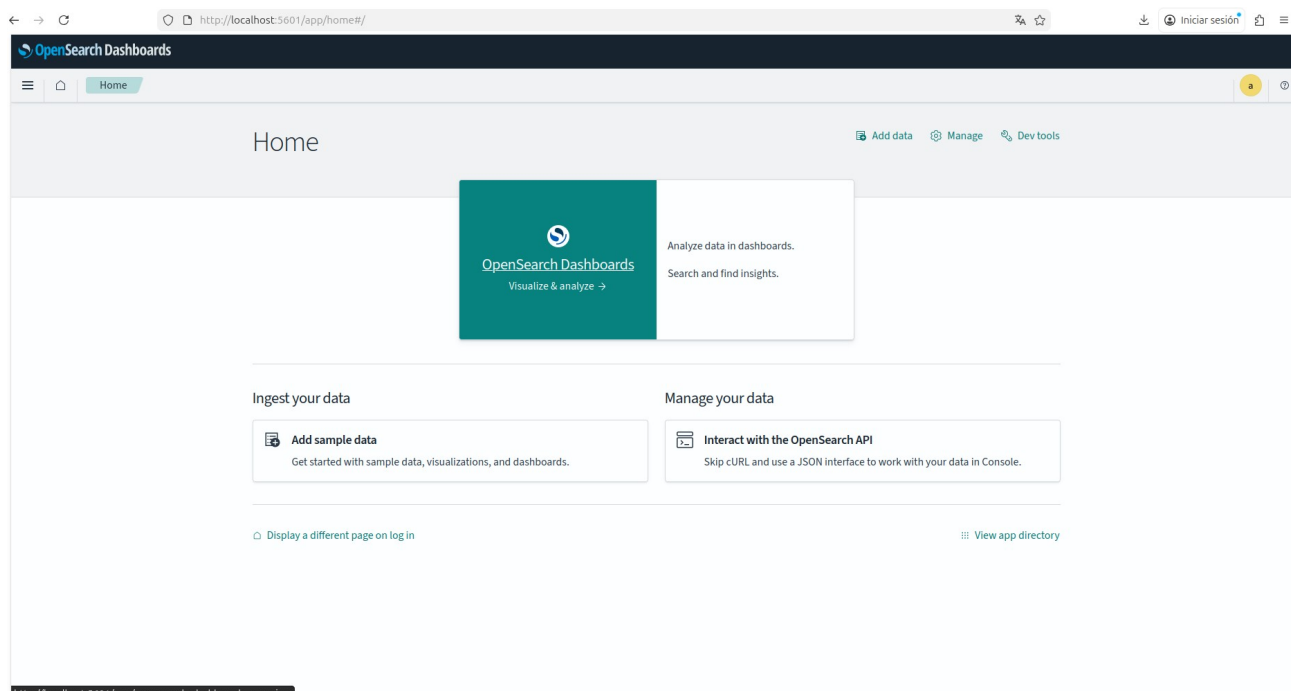 http://localhost:5601/app/home#/
Iniciar sesión
OpenSearch Dashboards
Home
a
Home
Add data
Manage
Dev tools
OpenSearch Dashboards
Visualize & analyze →
Analyze data in dashboards.
Search and find insights.
Ingest your data
Manage your data
Add sample data
Get started with sample data, visualizations, and dashboards.
Interact with the OpenSearch API
Skip cURL and use a JSON interface to work with your data in Console.
Display a different page on log in
View app directory